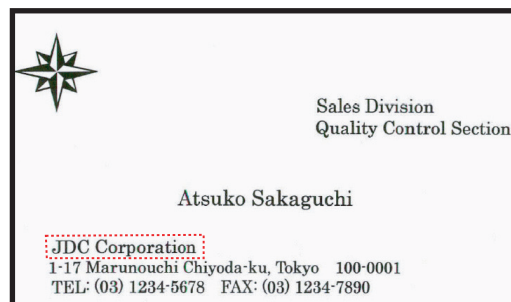 Sales Division
Quality Control Section
Atsuko Sakaguchi
JDC Corporation
1-17 Marunouchi Chiyoda-ku, Tokyo 100-0001
TEL: (03) 1234-5678 FAX: (03) 1234-7890